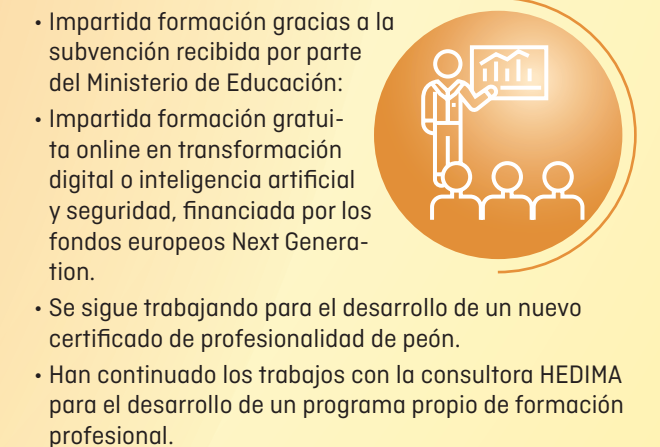 • Impartida formación gracias a la
subvención recibida por parte
del Ministerio de Educación:
• Impartida formación gratui-
ta online en transformación
digital o inteligencia artificial
y seguridad, financiada por los
fondos europeos Next Genera-
tion.
• Se sigue trabajando para el desarrollo de un nuevo
certificado de profesionalidad de peón.
• Han continuado los trabajos con la consultora HEDIMA
para el desarrollo de un programa propio de formación
profesional.